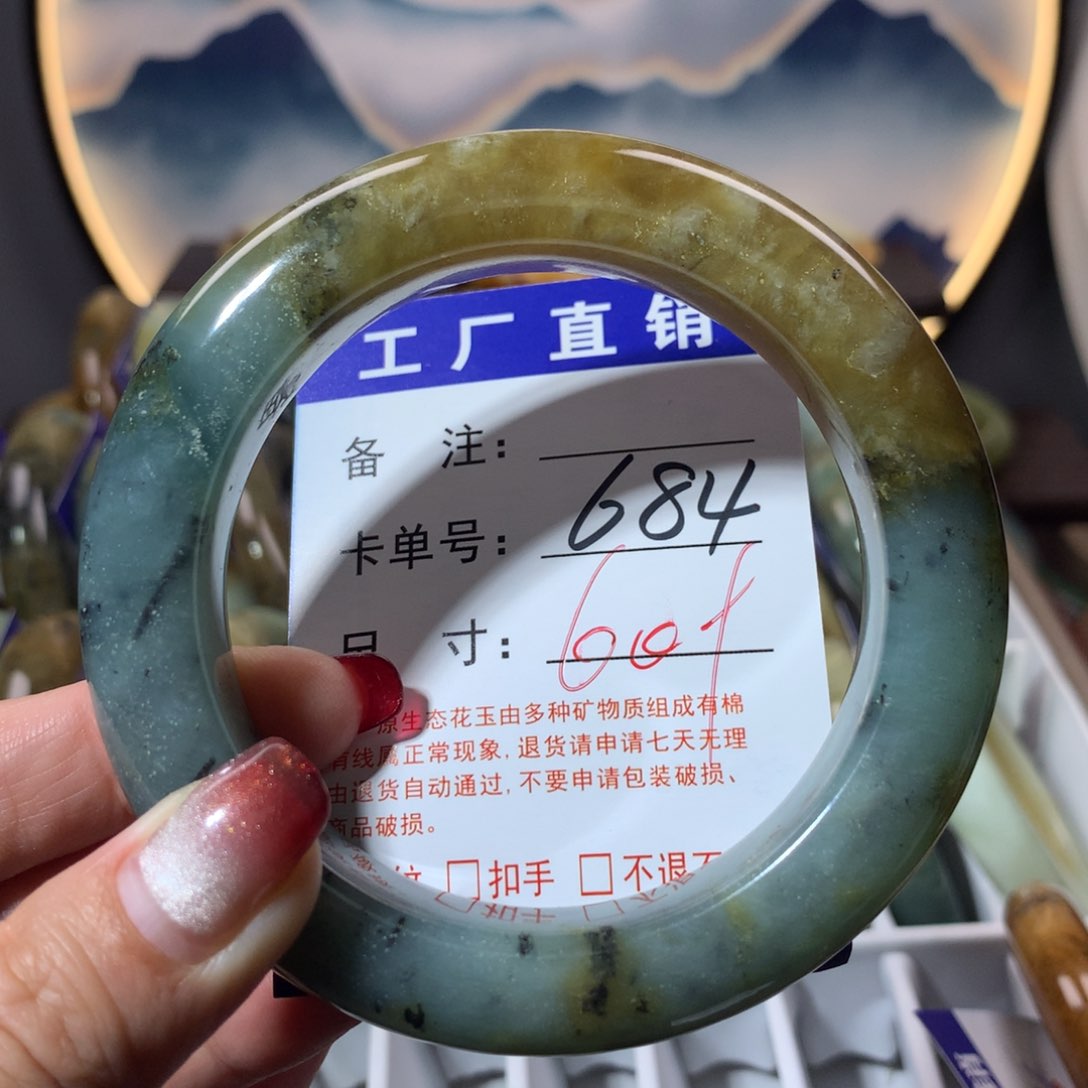 工厂直销
备 注：
卡单号：684
尺 寸：
原生态花玉由多种矿物质组成有棉
有线属正常现象，退货请申请七天无理
由退货自动通过，不要申请包装破损、
商品破损。
纹 □扣手 □不退不